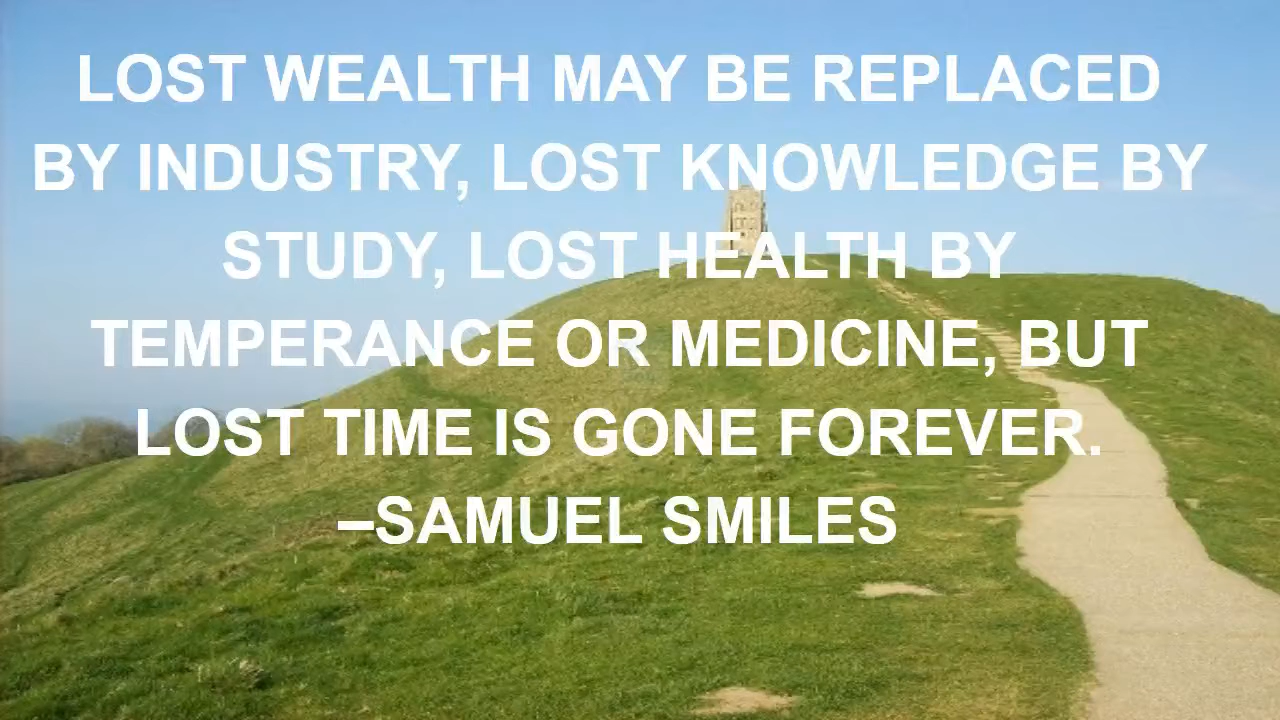 LOST WEALTH MAY BE REPLACED
BY INDUSTRY, LOST KNOWLEDGE BY
STUDY, LOST HEALTH BY
TEMPERANCE OR MEDICINE, BUT
LOST TIME IS GONE FOREVER.
–SAMUEL SMILES